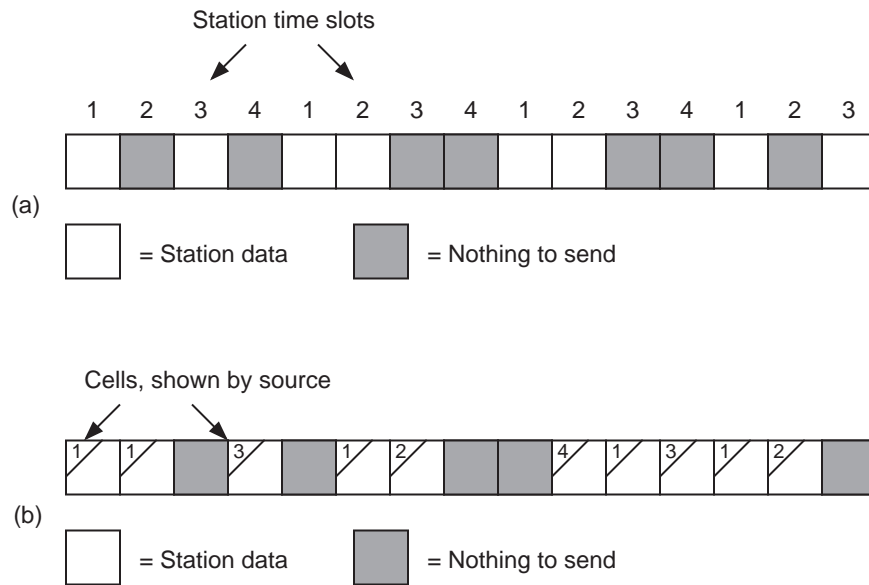 Station time slots
1 2 3 4 1 2 3 4 1 2 3 4 1 2 3
(a)
= Station data = Nothing to send
Cells, shown by source
1 1 3 1 2 4 1 3 1 2
(b)
= Station data = Nothing to send